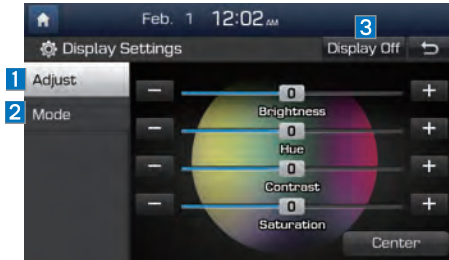 Feb. 1 12:02 AM
3
Display Settings Display Off
1 Adjust
2 Mode
0
Brightness
0
Hue
0
Contrast
0
Saturation
Center